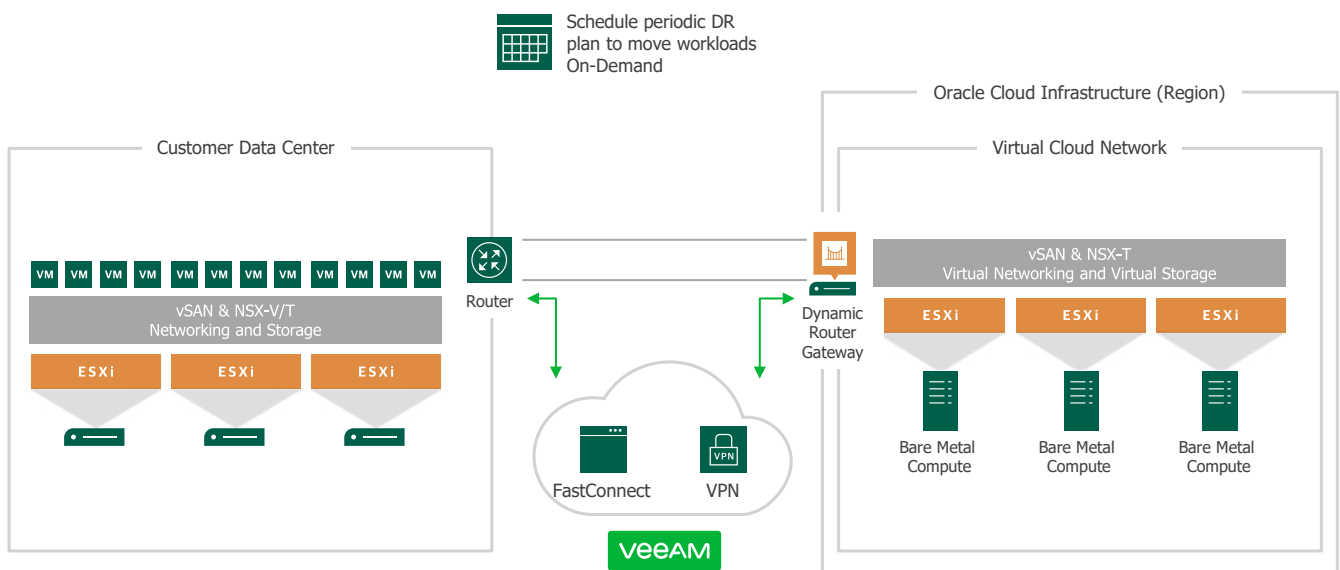 Schedule periodic DR
plan to move workloads
On-Demand
Oracle Cloud Infrastructure (Region)
Customer Data Center
Virtual Cloud Network
VM VM VM VM VM VM VM VM VM VM VM VM
vSAN & NSX-V/T
Networking and Storage
ESXi ESXi ESXi
Router
Dynamic
Router
Gateway
vSAN & NSX-T
Virtual Networking and Virtual Storage
ESXi ESXi ESXi
Bare Metal
Compute
Bare Metal
Compute
Bare Metal
Compute
FastConnect
VPN
VPN
veeAM